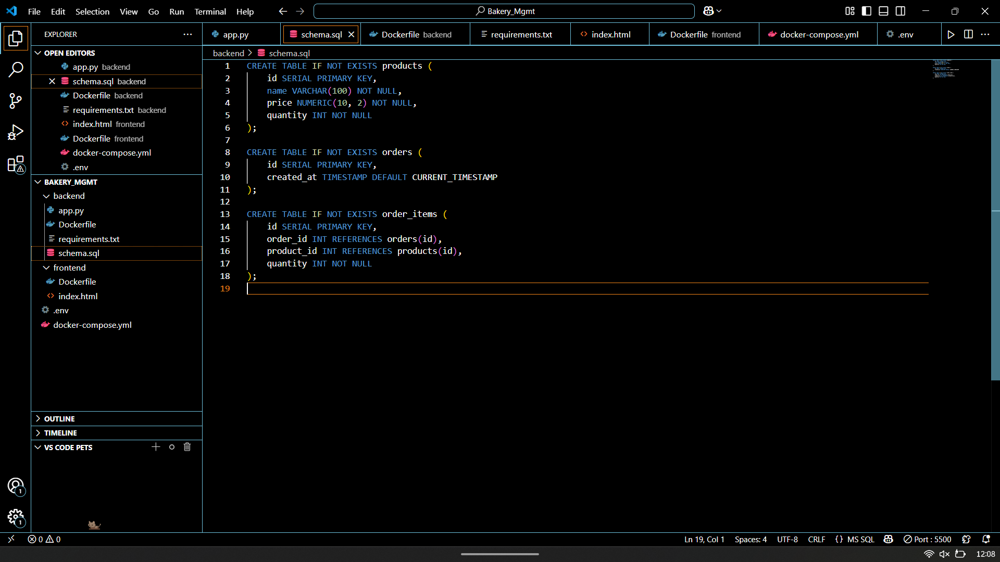 File Edit Selection View Go Run Terminal Help
Bakery_Mgmt
EXPLORER
OPEN EDITORS
app.py backend
schema.sql backend
Dockerfile backend
requirements.txt backend
index.html frontend
Dockerfile frontend
docker-compose.yml
.env
BAKERY_MGMT
backend
app.py
Dockerfile
requirements.txt
schema.sql
frontend
Dockerfile
index.html
.env
docker-compose.yml
OUTLINE
TIMELINE
VS CODE PETS
1
1
app.py schema.sql Dockerfile backend requirements.txt index.html Dockerfile frontend docker-compose.yml .env
backend > schema.sql
1 CREATE TABLE IF NOT EXISTS products (
2 id SERIAL PRIMARY KEY,
3 name VARCHAR(100) NOT NULL,
4 price NUMERIC(10, 2) NOT NULL,
5 quantity INT NOT NULL
6 );
7
8 CREATE TABLE IF NOT EXISTS orders (
9 id SERIAL PRIMARY KEY,
10 created_at TIMESTAMP DEFAULT CURRENT_TIMESTAMP
11 );
12
13 CREATE TABLE IF NOT EXISTS order_items (
14 id SERIAL PRIMARY KEY,
15 order_id INT REFERENCES orders(id),
16 product_id INT REFERENCES products(id),
17 quantity INT NOT NULL
18 );
19
0 0 Ln 19, Col 1 Spaces: 4 UTF-8 CRLF {} MS SQL Port : 5500
12:08